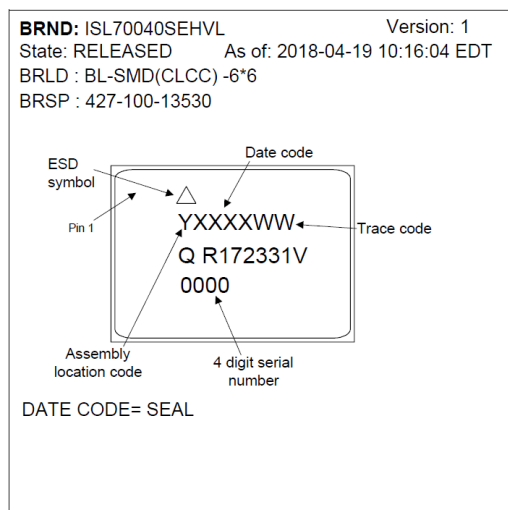 BRND: ISL70040SEHVL Version: 1
State: RELEASED As of: 2018-04-19 10:16:04 EDT
BRLD : BL-SMD(CLCC) -6*6
BRSP : 427-100-13530
Date code
ESD
symbol
Pin 1
YXXXXWW
Trace code
Q R172331V
0000
Assembly
location code
4 digit serial
number
DATE CODE= SEAL